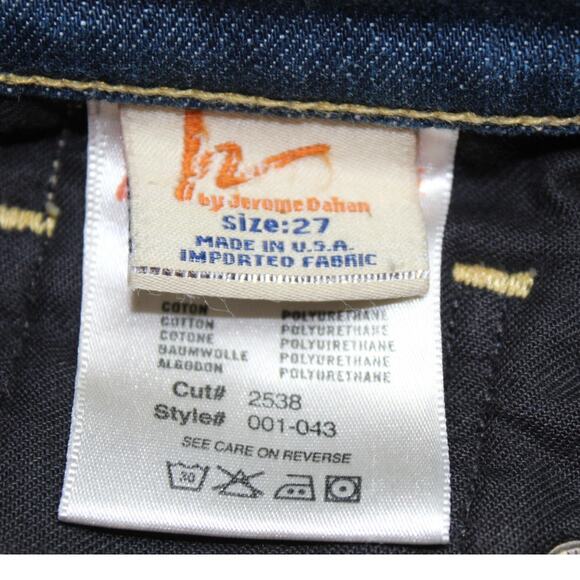 by Jerome Dahan
Size:27
MADE IN U.S.A.
IMPORTED FABRIC
COTON POLYURETHANE
COTTON POLYURETHANE
COTONE POLYUIRETHANE
BAUMWOLLE POLYURETHANE
ALGODON POLYURETHANE
Cut# 2538
Style# 001-043
SEE CARE ON REVERSE
30